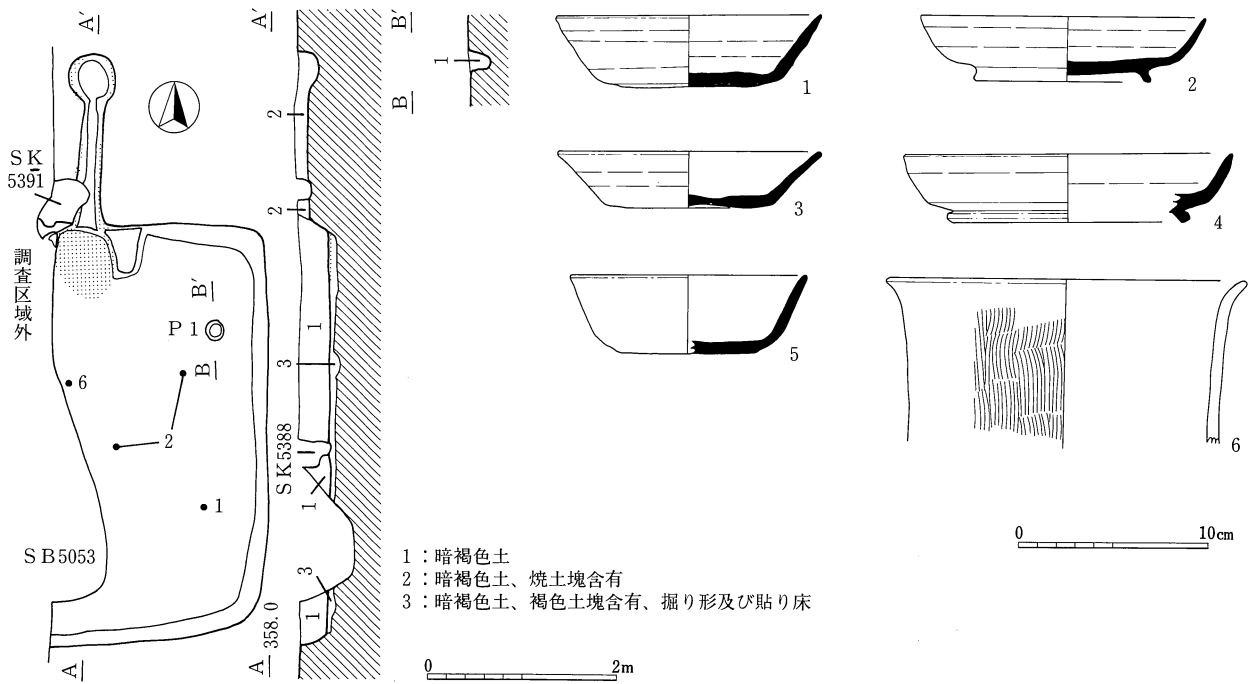 A′
A′
B′
1
B
2
SK
5391
2
調査区域外
B′
P1
B
1
3
6
2
SK5388
1
1
SB5053
3
1
358.0
A
A
1
2
3
4
5
6
1：暗褐色土
2：暗褐色土、焼土塊含有
3：暗褐色土、褐色土塊含有、掘り形及び貼り床
0 2m
0 10cm